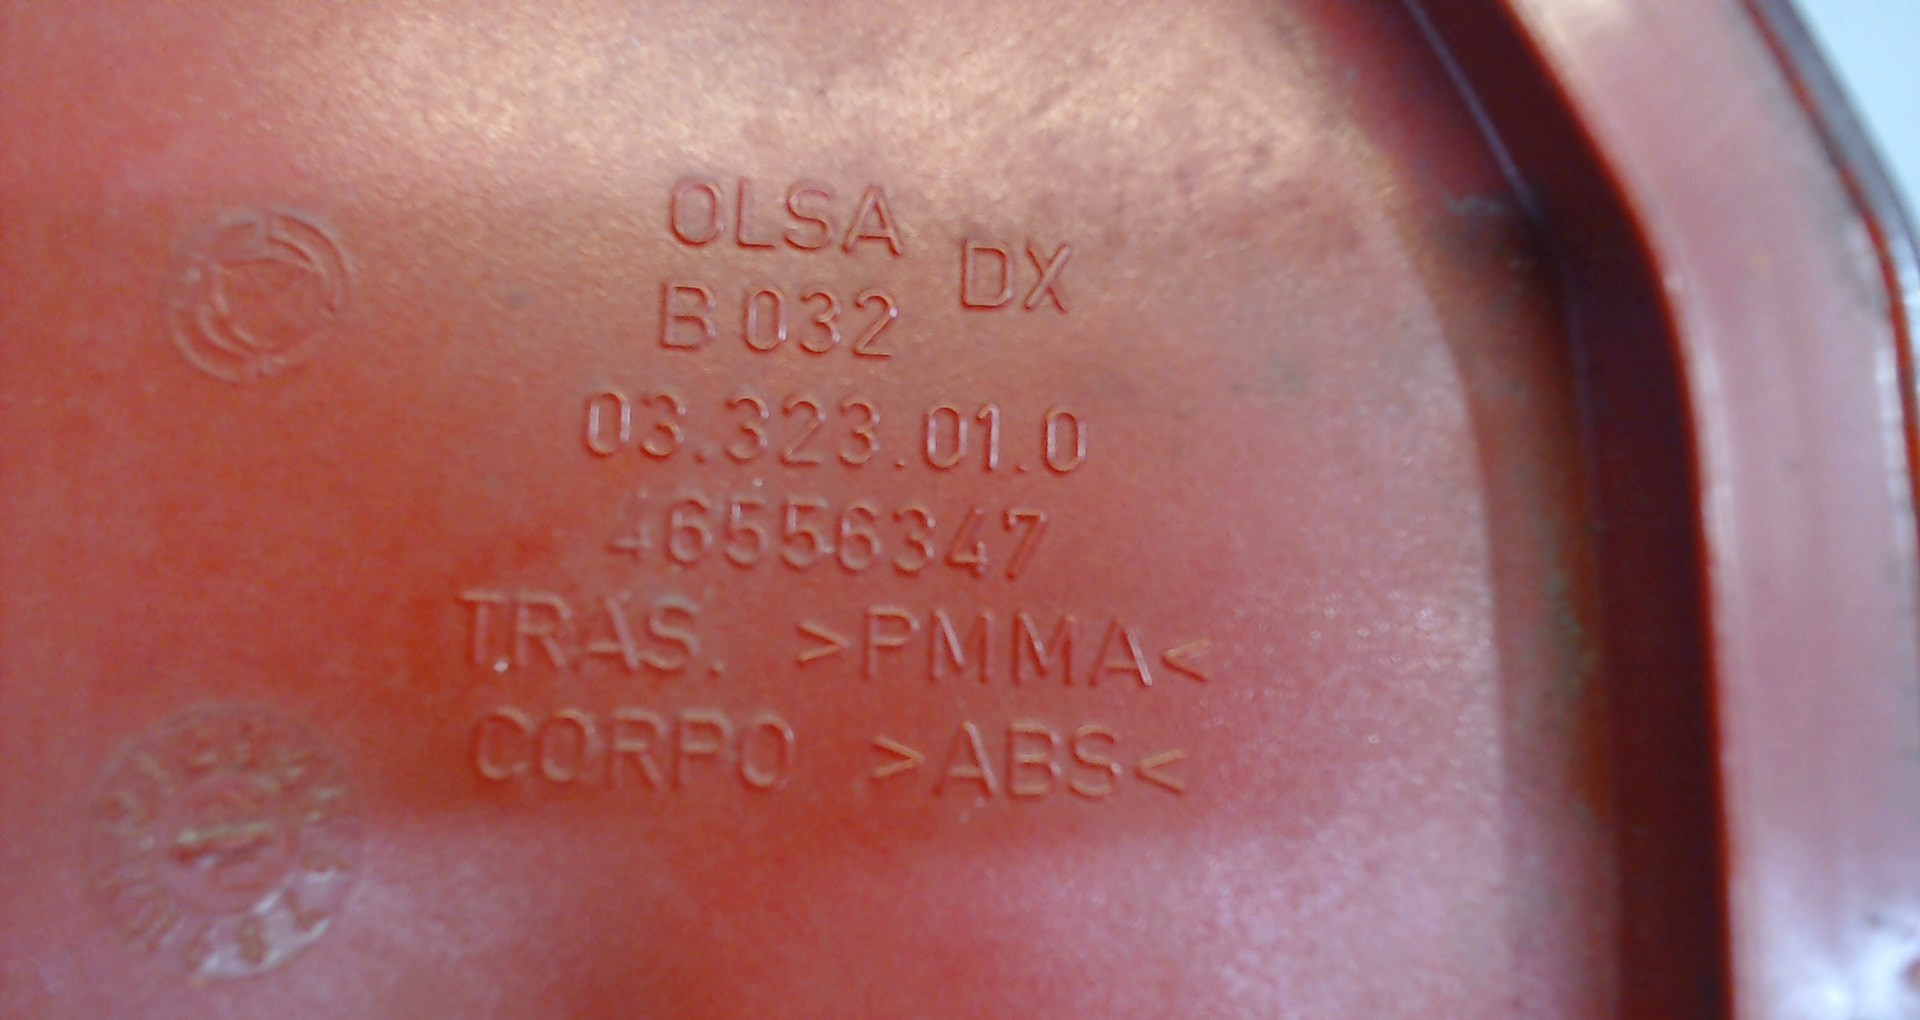 OLSA
DX
B 032
03.323.01.0
46556347
TRAS. >PMMA<
CORPO >ABS<